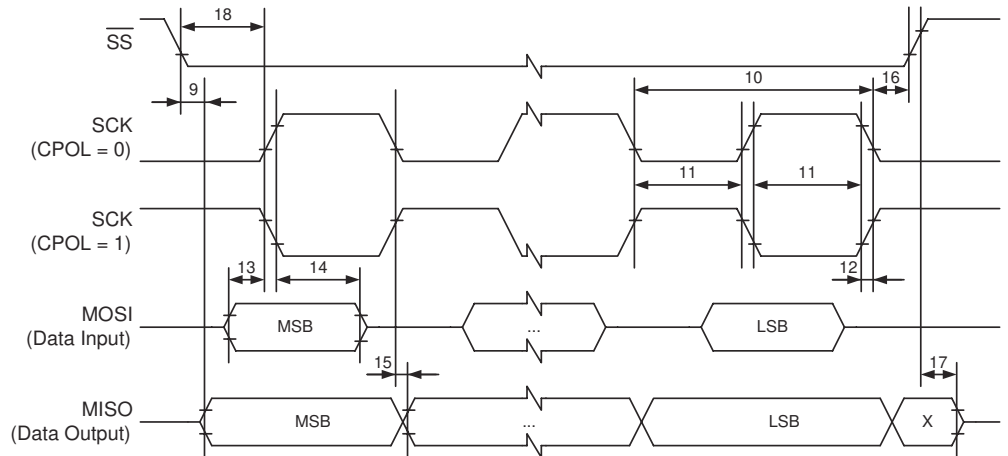 18
SS
9
10
16
SCK
(CPOL = 0)
11
11
SCK
(CPOL = 1)
13
14
12
MOSI
(Data Input)
MSB
...
LSB
15
17
MISO
(Data Output)
MSB
...
LSB
X